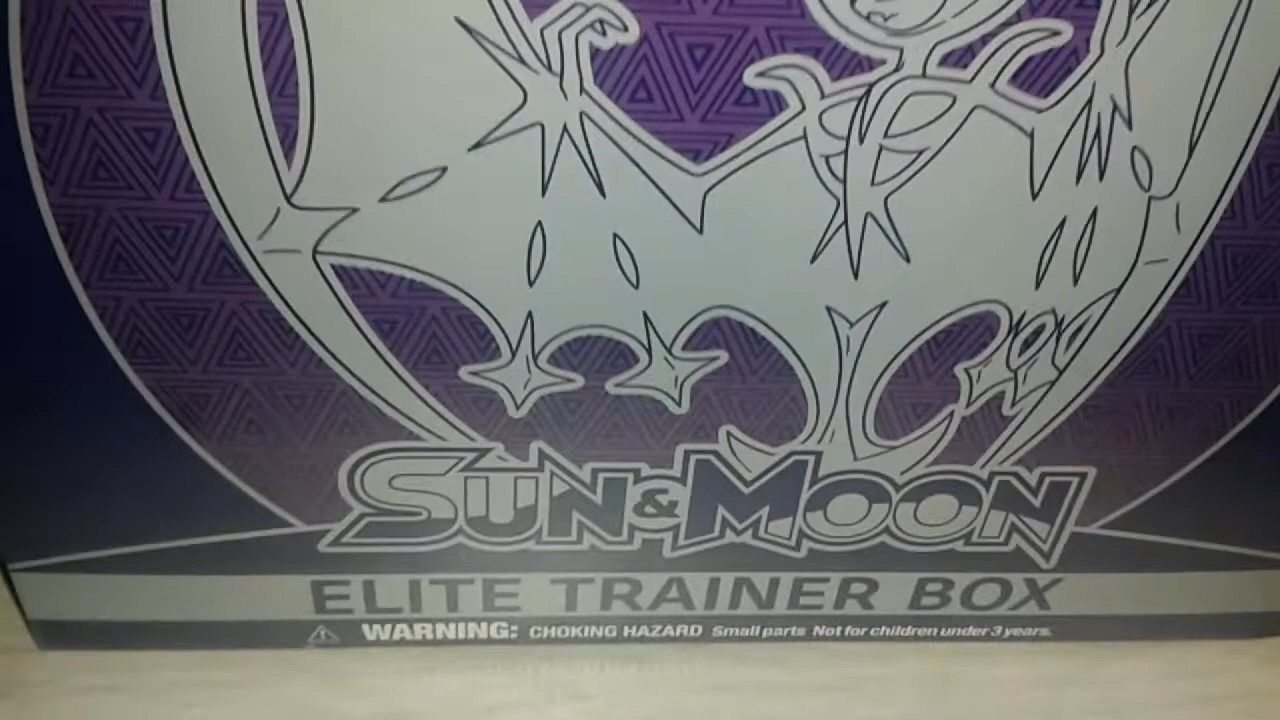 SUN & MOON
ELITE TRAINER BOX
WARNING: CHOKING HAZARD Small parts Not for children under 3 years.